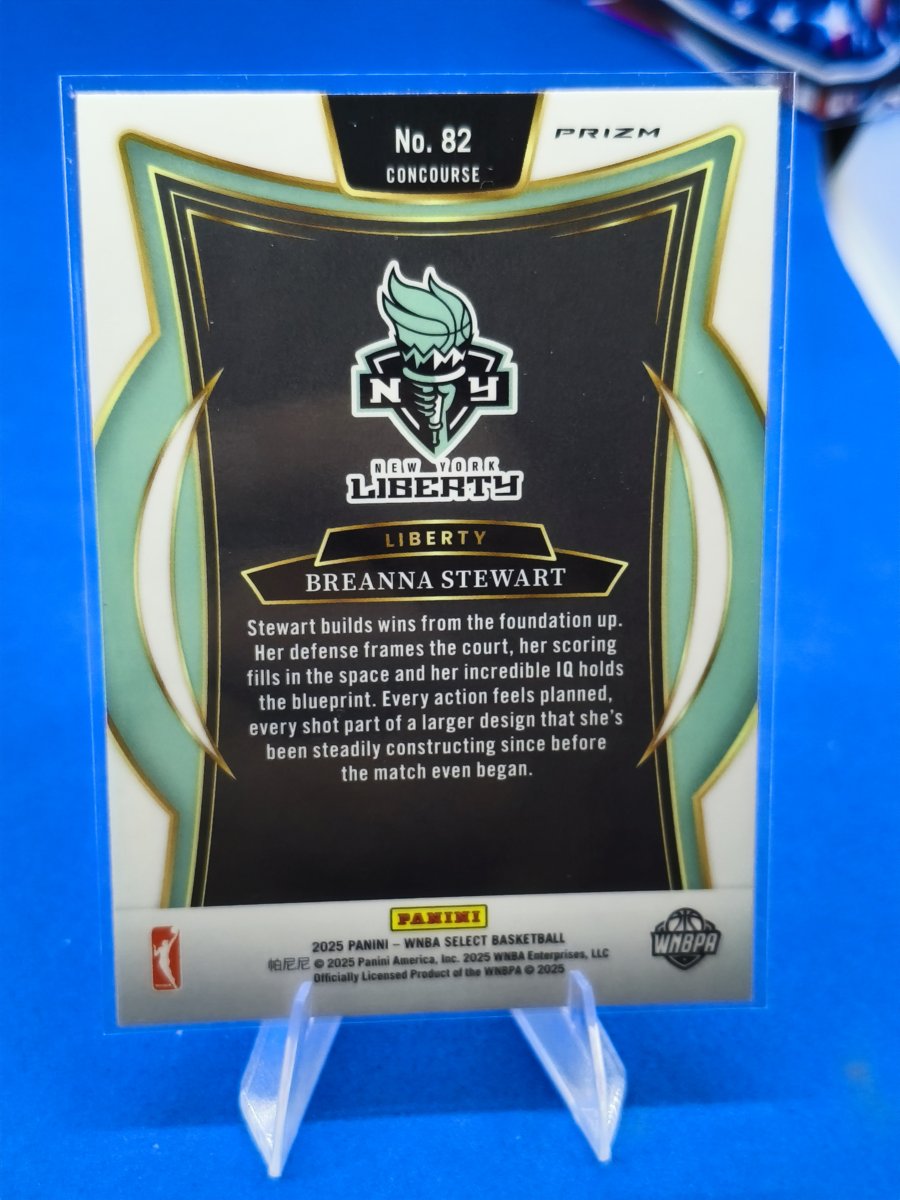 No. 82
CONCOURSE
PRIZM
N Y
NEW YORK
LIBERTY
LIBERTY
BREANNA STEWART
Stewart builds wins from the foundation up.
Her defense frames the court, her scoring
fills in the space and her incredible IQ holds
the blueprint. Every action feels planned,
every shot part of a larger design that she's
been steadily constructing since before
the match even began.
PANINI
2025 PANINI – WNBA SELECT BASKETBALL
帕尼尼 © 2025 Panini America, Inc. 2025 WNBA Enterprises, LLC
Officially Licensed Product of the WNBPA © 2025
WNBPA